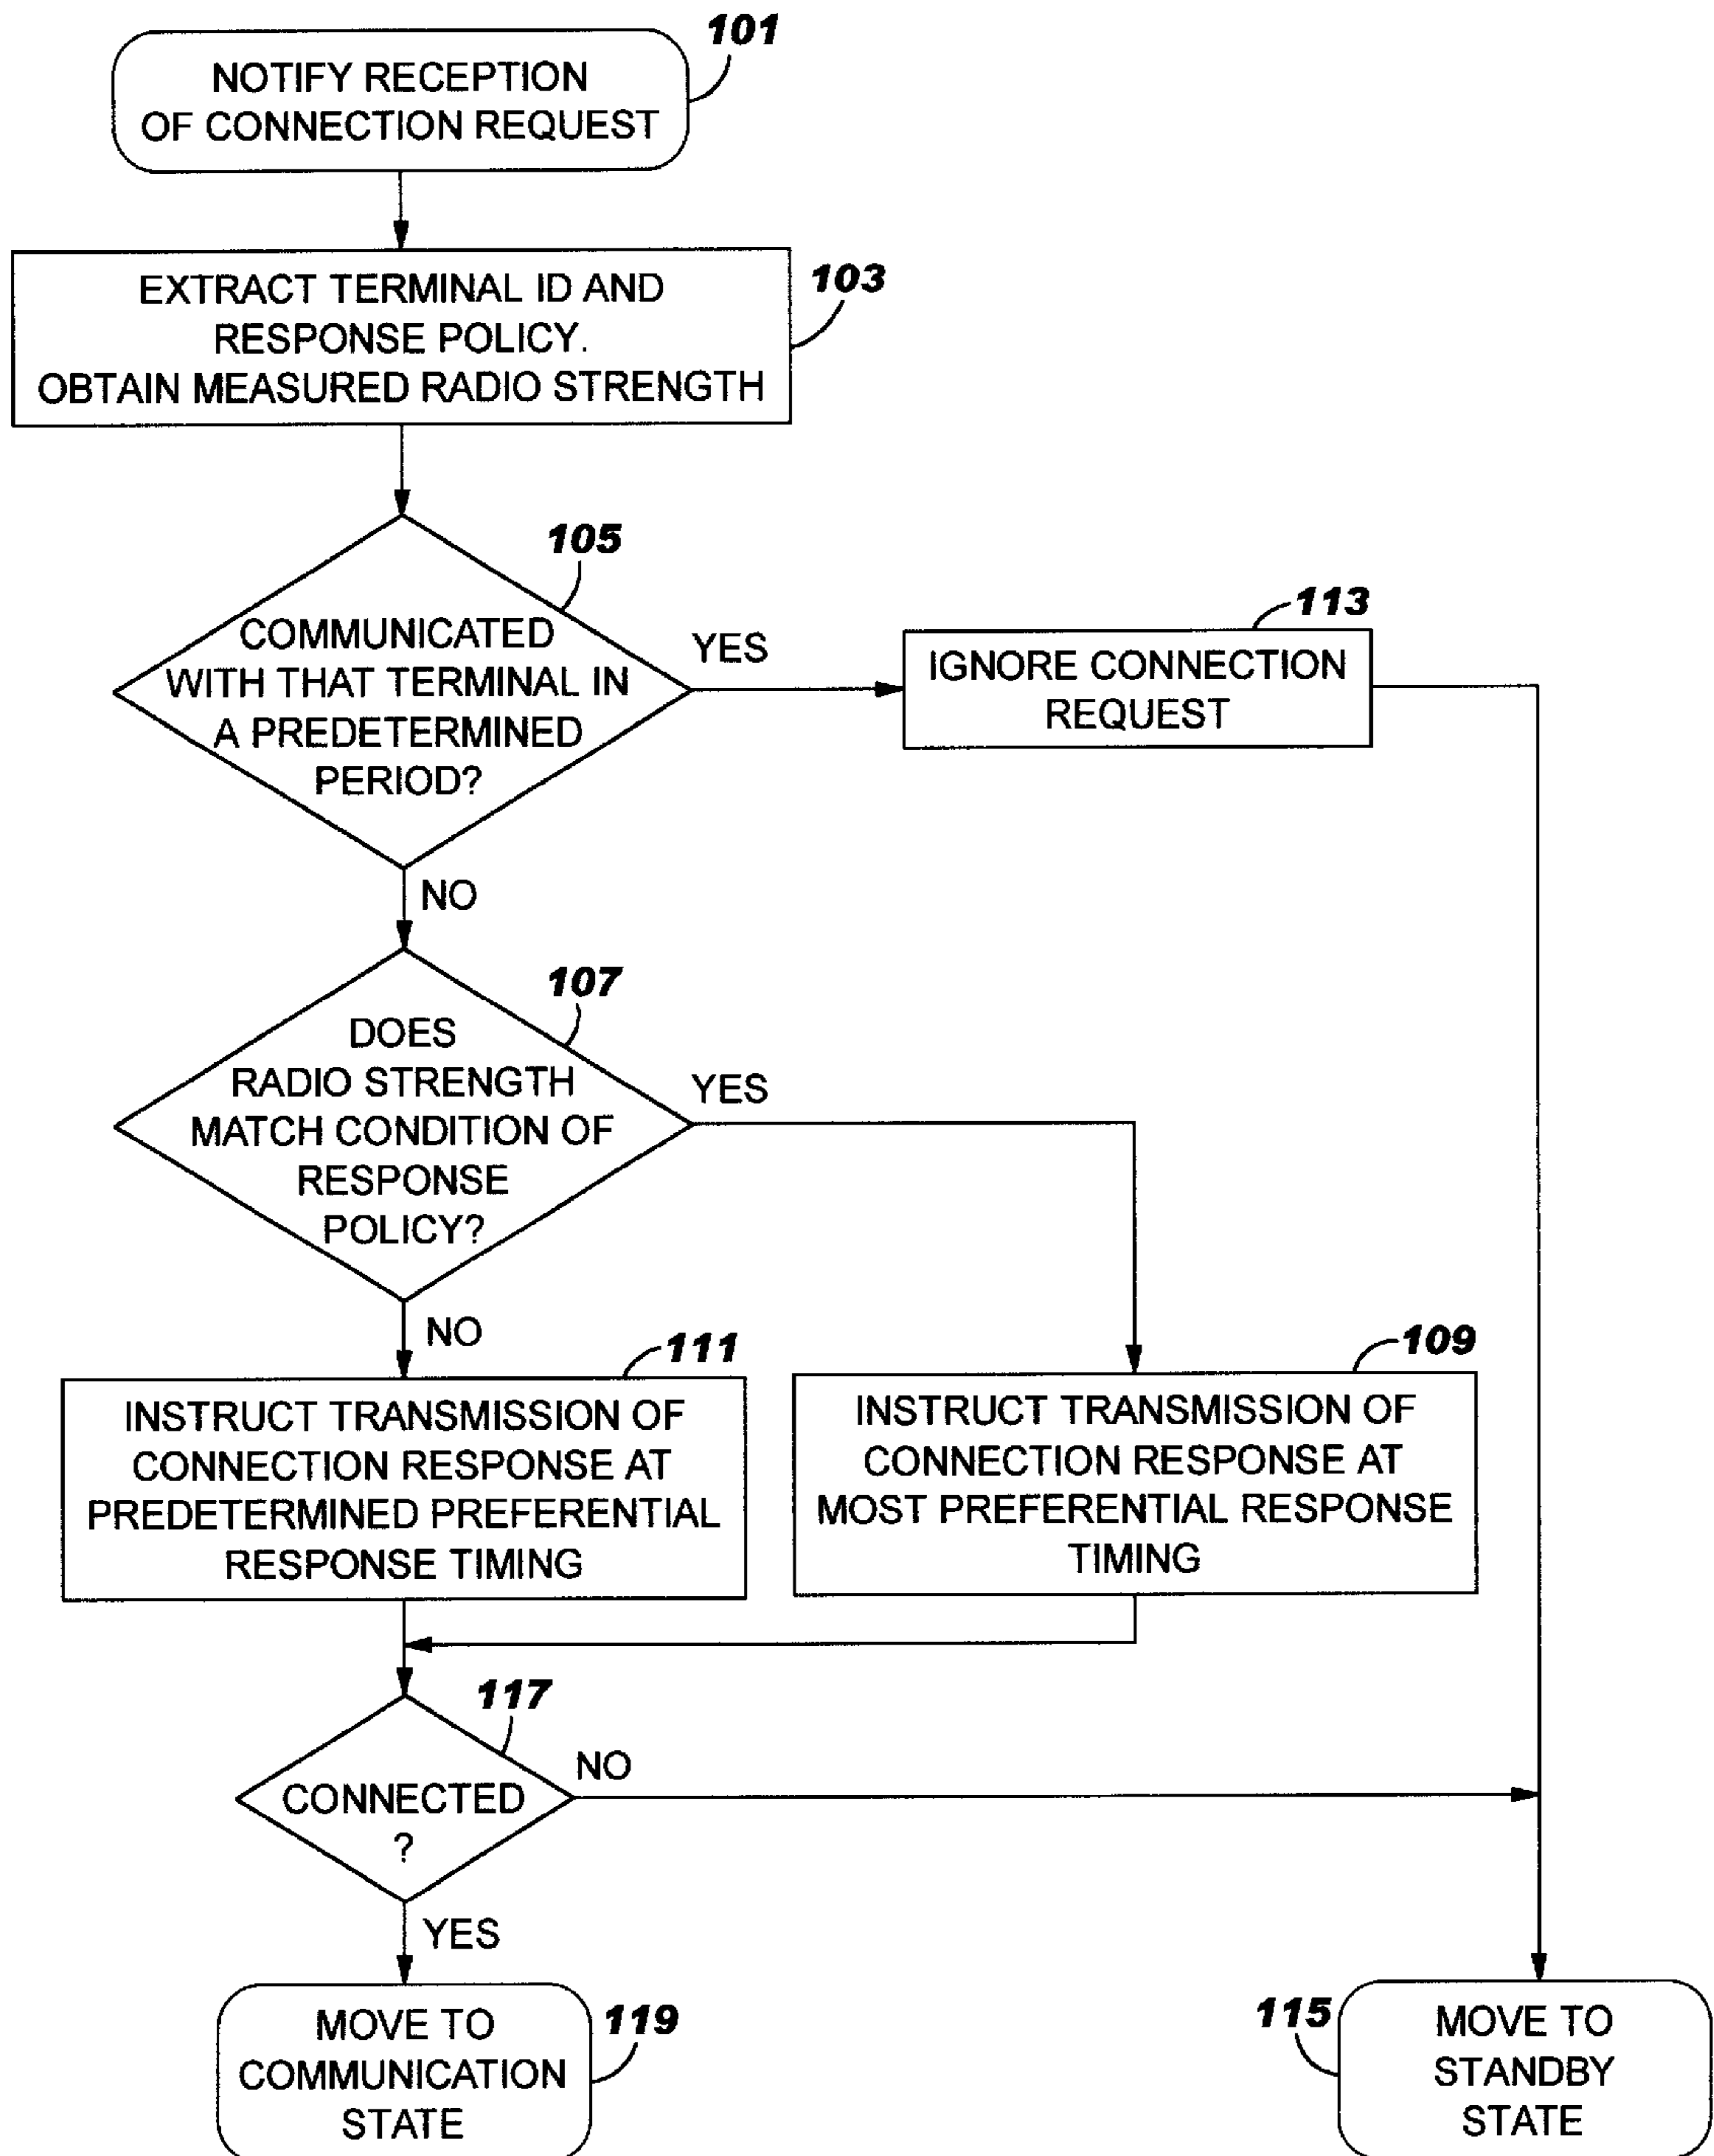 101
NOTIFY RECEPTION
OF CONNECTION REQUEST
103
EXTRACT TERMINAL ID AND
RESPONSE POLICY.
OBTAIN MEASURED RADIO STRENGTH
105
COMMUNICATED
WITH THAT TERMINAL IN
A PREDETERMINED
PERIOD?
YES
113
IGNORE CONNECTION
REQUEST
NO
107
DOES
RADIO STRENGTH
MATCH CONDITION OF
RESPONSE
POLICY?
YES
NO
111
INSTRUCT TRANSMISSION OF
CONNECTION RESPONSE AT
PREDETERMINED PREFERENTIAL
RESPONSE TIMING
109
INSTRUCT TRANSMISSION OF
CONNECTION RESPONSE AT
MOST PREFERENTIAL RESPONSE
TIMING
117
CONNECTED
?
NO
YES
MOVE TO
COMMUNICATION
STATE
119
115
MOVE TO
STANDBY
STATE